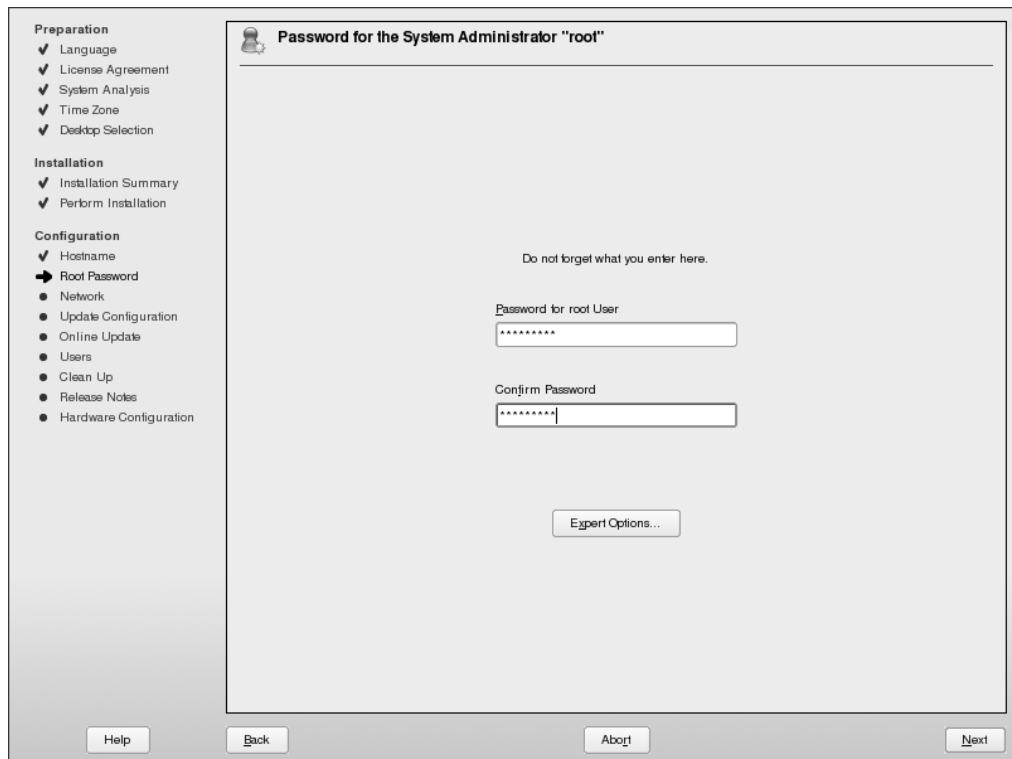 Preparation
Language
License Agreement
System Analysis
Time Zone
Desktop Selection
Installation
Installation Summary
Perform Installation
Configuration
Hostname
Root Password
Network
Update Configuration
Online Update
Users
Clean Up
Release Notes
Hardware Configuration
Password for the System Administrator "root"
Do not forget what you enter here.
Password for root User
*********
Confirm Password
*********
Expert Options...
Help
Back
Abort
Next